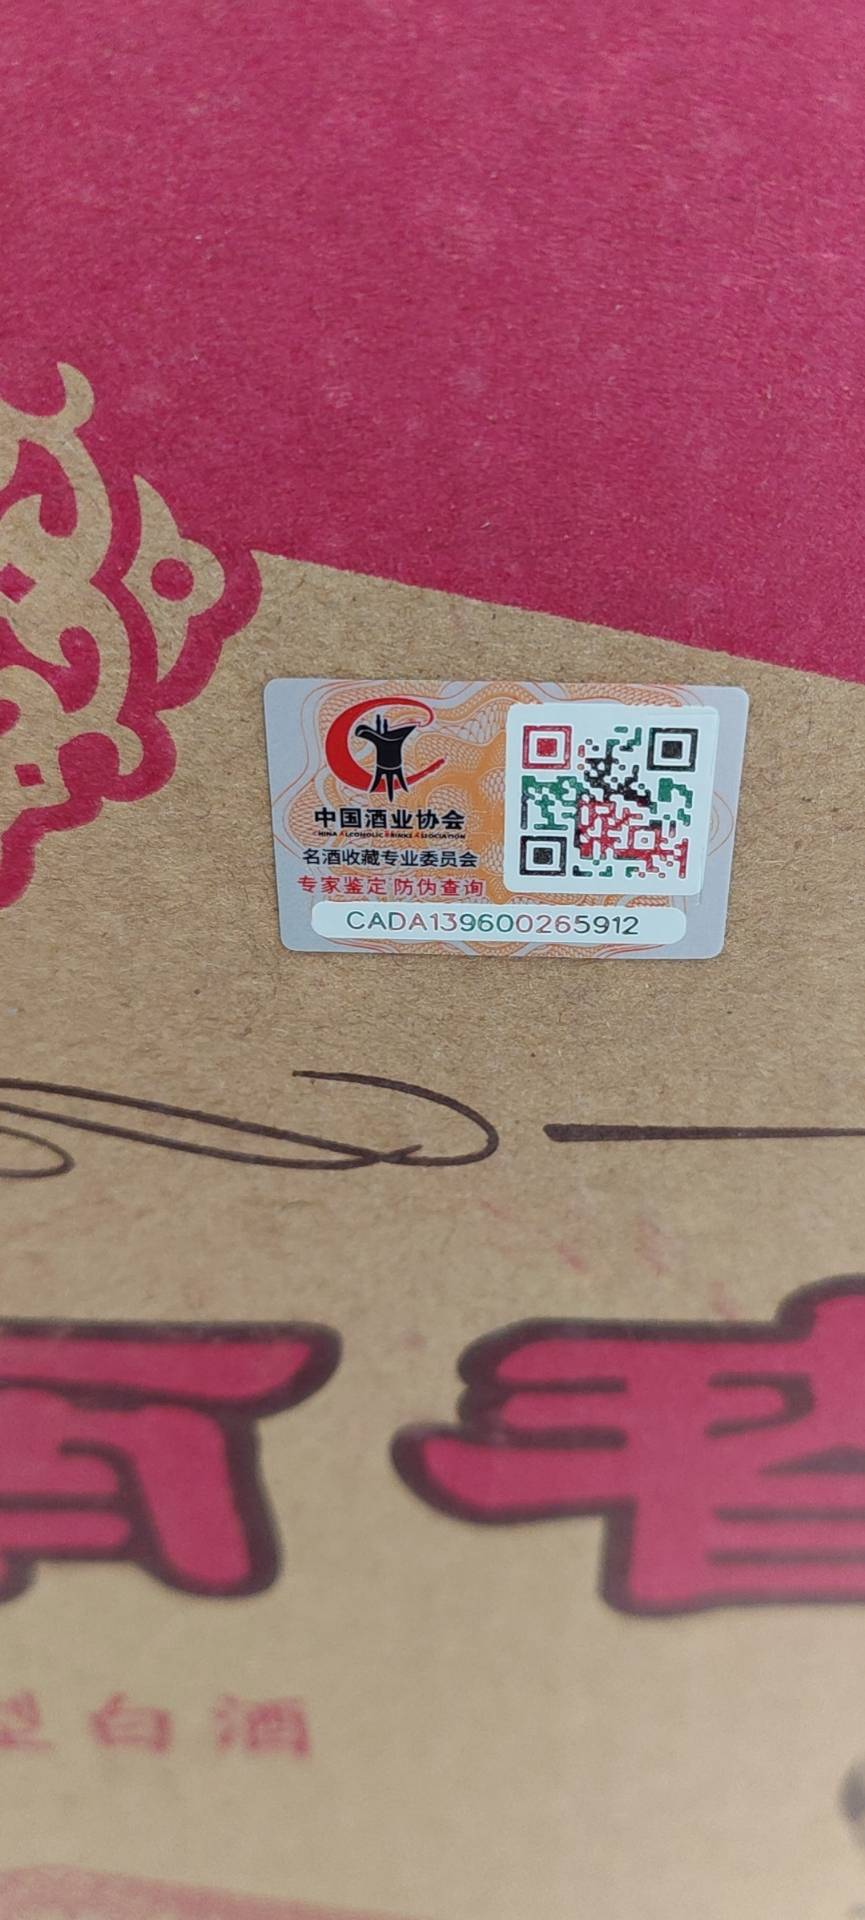 中国酒业协会
CHINA ALCOHOLIC DRINKS ASSOCIATION
名酒收藏专业委员会
专家鉴定 防伪查询
CADA139600265912
型白酒